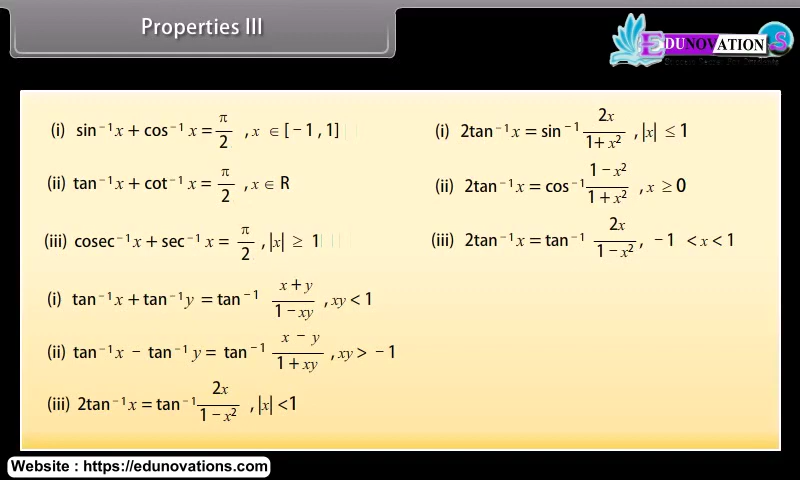 Properties III
EDUNOVATION S
(i) sin⁻¹x + cos⁻¹x = π/2 , x ∈ [-1 , 1]
(ii) tan⁻¹x + cot⁻¹x = π/2 , x ∈ R
(iii) cosec⁻¹x + sec⁻¹x = π/2 , |x| ≥ 1
(i) tan⁻¹x + tan⁻¹y = tan⁻¹ (x + y)/(1 - xy) , xy < 1
(ii) tan⁻¹x - tan⁻¹y = tan⁻¹ (x - y)/(1 + xy) , xy > -1
(iii) 2tan⁻¹x = tan⁻¹ 2x/(1 - x²) , |x| < 1
(i) 2tan⁻¹x = sin⁻¹ 2x/(1 + x²) , |x| ≤ 1
(ii) 2tan⁻¹x = cos⁻¹ (1 - x²)/(1 + x²) , x ≥ 0
(iii) 2tan⁻¹x = tan⁻¹ 2x/(1 - x²) , -1 < x < 1
Website : https://edunovations.com